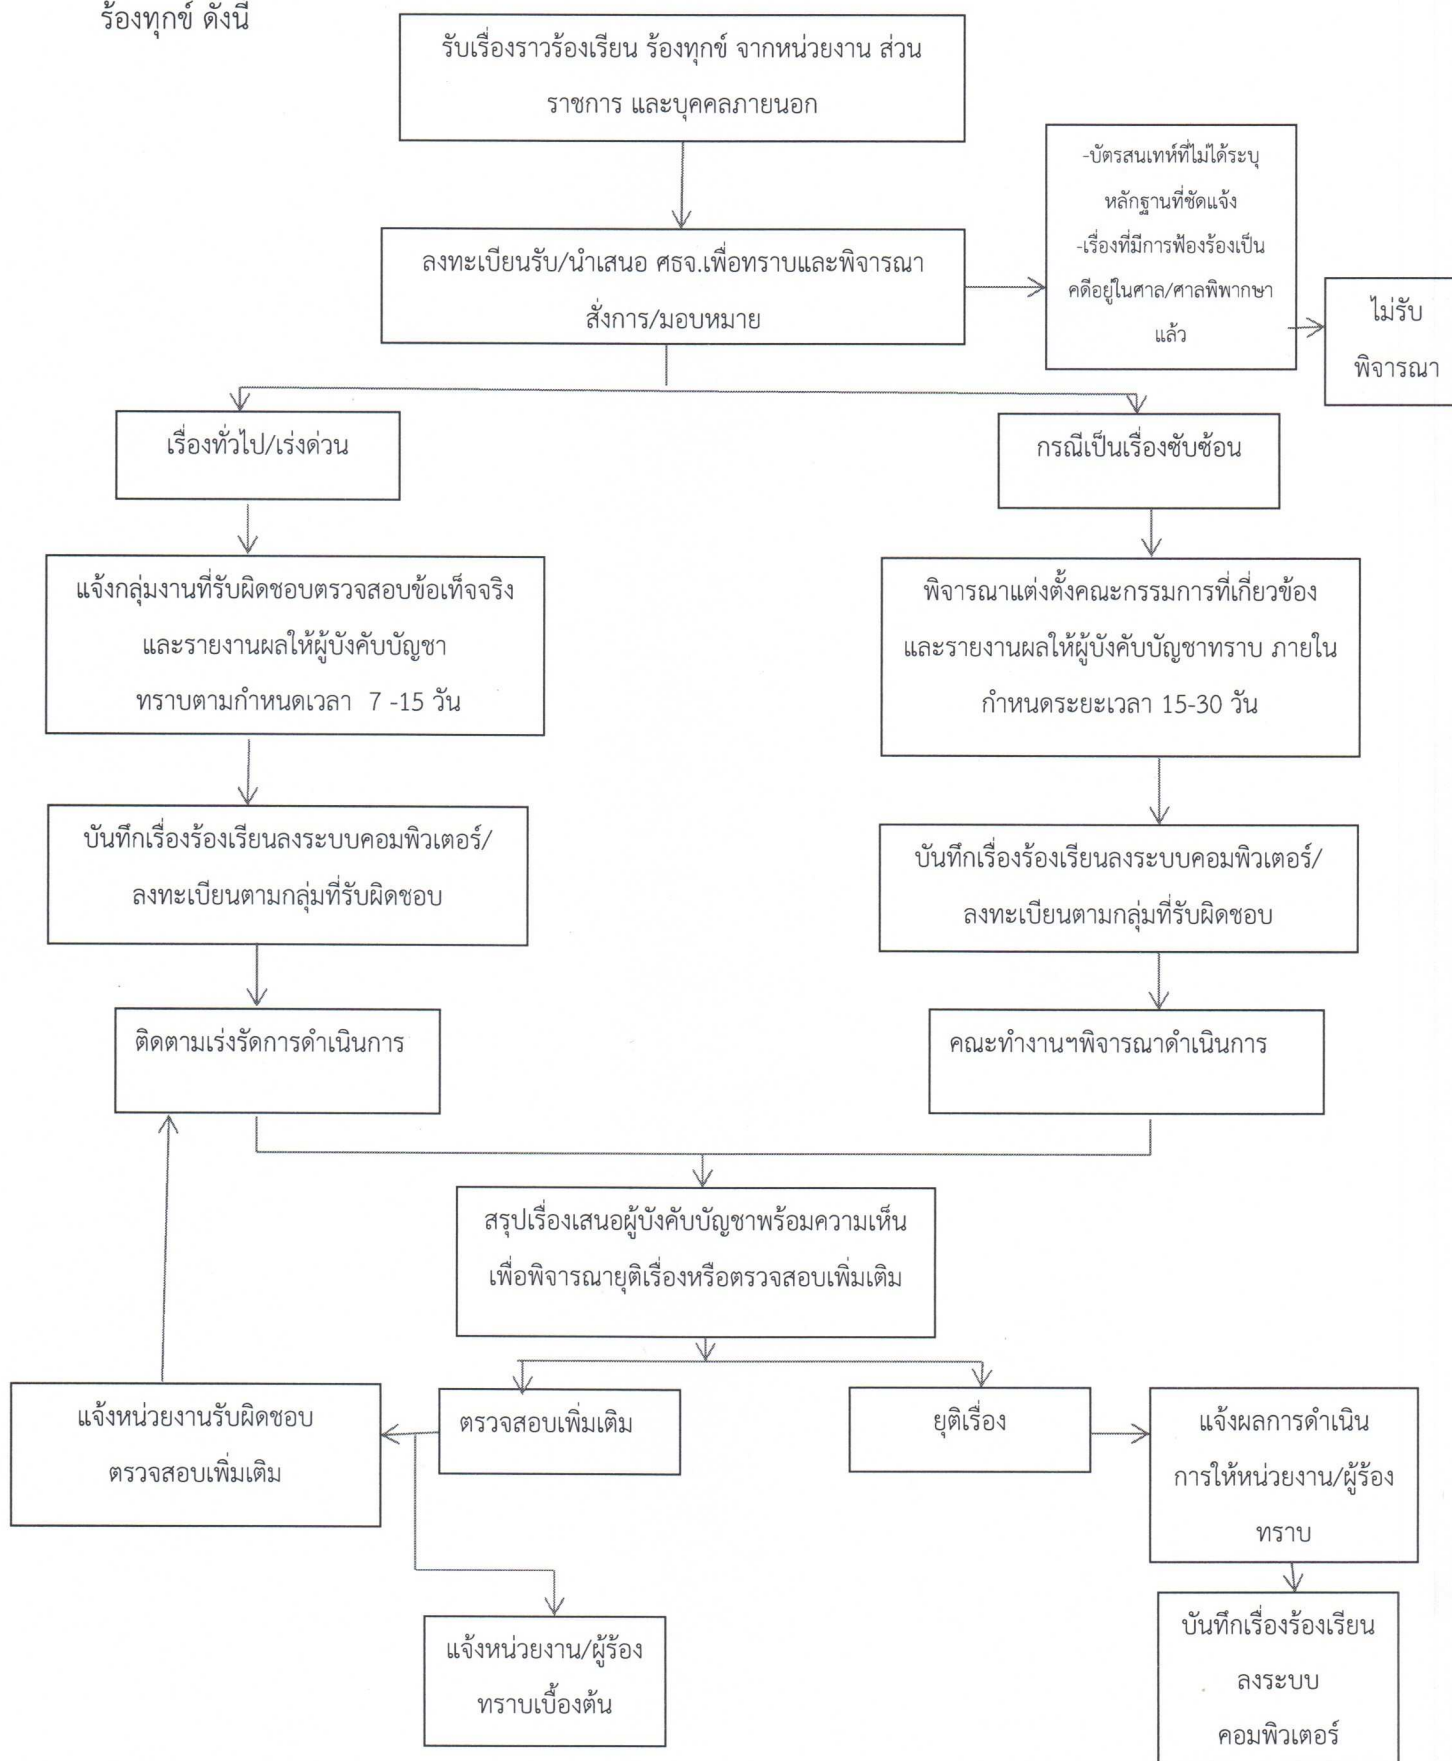 ร้องทุกข์ ดังนี้
รับเรื่องราวร้องเรียน ร้องทุกข์ จากหน่วยงาน ส่วน
ราชการ และบุคคลภายนอก
-บัตรสนเทห์ที่ไม่ได้ระบุ
หลักฐานที่ชัดแจ้ง
-เรื่องที่มีการฟ้องร้องเป็น
คดีอยู่ในศาล/ศาลพิพากษา
แล้ว
ลงทะเบียนรับ/นำเสนอ ศธจ.เพื่อทราบและพิจารณา
สั่งการ/มอบหมาย
ไม่รับ
พิจารณา
เรื่องทั่วไป/เร่งด่วน
กรณีเป็นเรื่องซับซ้อน
แจ้งกลุ่มงานที่รับผิดชอบตรวจสอบข้อเท็จจริง
และรายงานผลให้ผู้บังคับบัญชา
ทราบตามกำหนดเวลา 7 -15 วัน
พิจารณาแต่งตั้งคณะกรรมการที่เกี่ยวข้อง
และรายงานผลให้ผู้บังคับบัญชาทราบ ภายใน
กำหนดระยะเวลา 15-30 วัน
บันทึกเรื่องร้องเรียนลงระบบคอมพิวเตอร์/
ลงทะเบียนตามกลุ่มที่รับผิดชอบ
บันทึกเรื่องร้องเรียนลงระบบคอมพิวเตอร์/
ลงทะเบียนตามกลุ่มที่รับผิดชอบ
ติดตามเร่งรัดการดำเนินการ
คณะทำงานฯพิจารณาดำเนินการ
สรุปเรื่องเสนอผู้บังคับบัญชาพร้อมความเห็น
เพื่อพิจารณายุติเรื่องหรือตรวจสอบเพิ่มเติม
แจ้งหน่วยงานรับผิดชอบ
ตรวจสอบเพิ่มเติม
ตรวจสอบเพิ่มเติม
ยุติเรื่อง
แจ้งผลการดำเนิน
การให้หน่วยงาน/ผู้ร้อง
ทราบ
แจ้งหน่วยงาน/ผู้ร้อง
ทราบเบื้องต้น
บันทึกเรื่องร้องเรียน
ลงระบบ
คอมพิวเตอร์